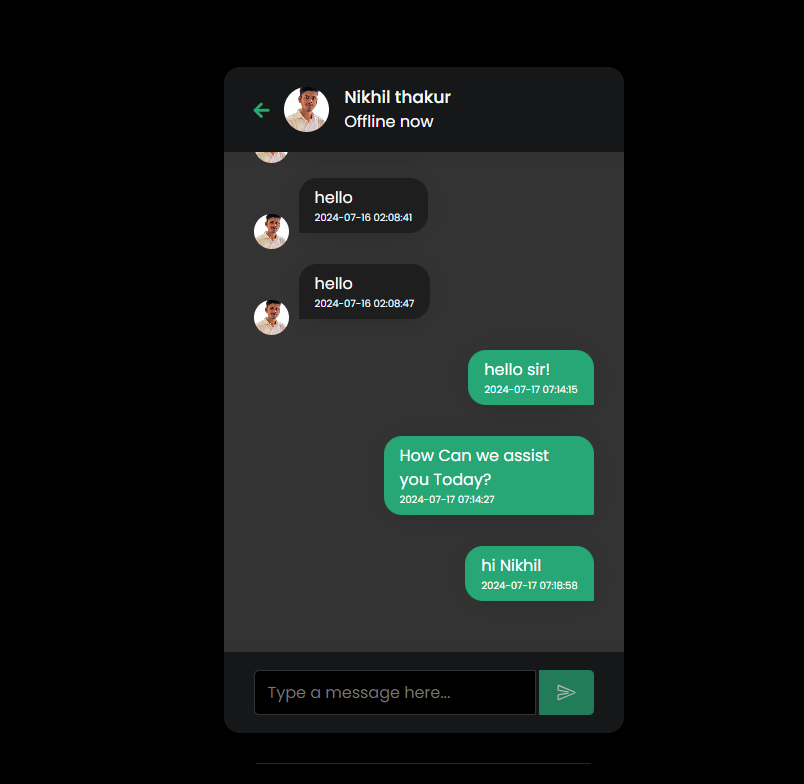 Nikhil thakur
Offline now
hello
2024-07-16 02:08:41
hello
2024-07-16 02:08:47
hello sir!
2024-07-17 07:14:15
How Can we assist
you Today?
2024-07-17 07:14:27
hi Nikhil
2024-07-17 07:18:58
Type a message here...